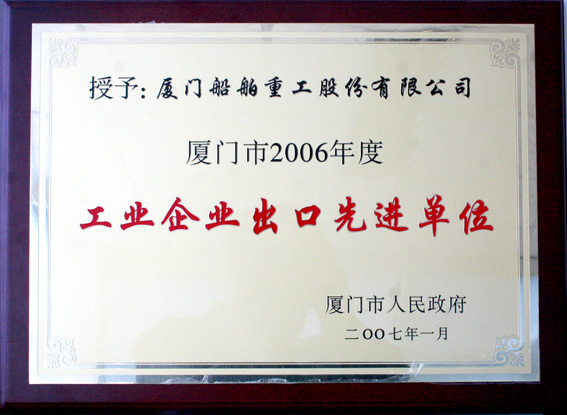 授予：厦门船舶重工股份有限公司
厦门市2006年度
工业企业出口先进单位
厦门市人民政府
二〇〇七年一月